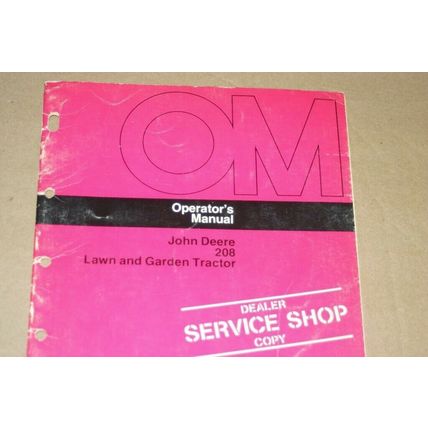 OM
Operator's
Manual
John Deere
208
Lawn and Garden Tractor
DEALER
SERVICE SHOP
COPY